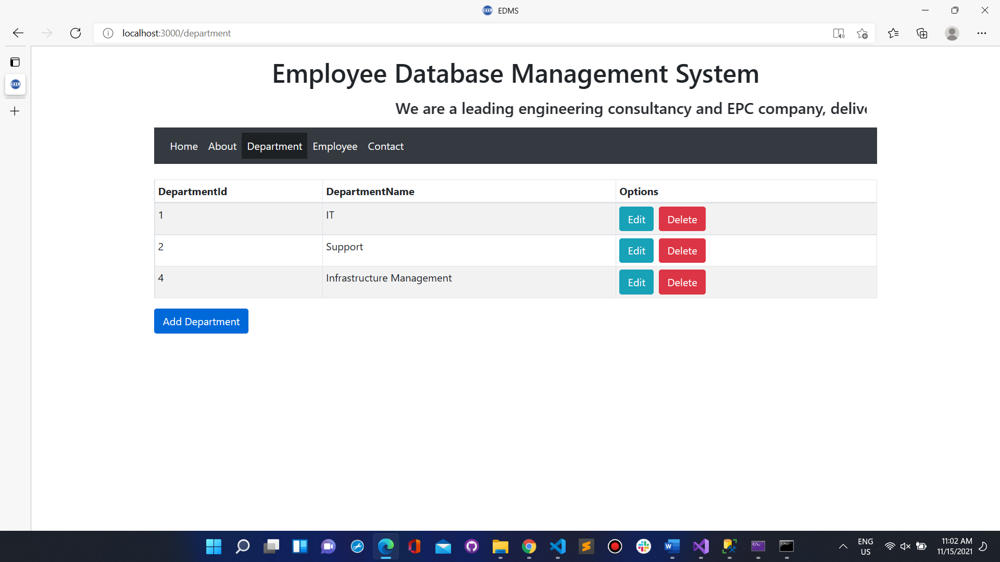 EDMS
localhost:3000/department
Employee Database Management System
We are a leading engineering consultancy and EPC company,
Home About Department Employee Contact
DepartmentId DepartmentName Options
1 IT Edit Delete
2 Support Edit Delete
4 Infrastructure Management Edit Delete
Add Department
ENG
US
11:02 AM
11/15/2021